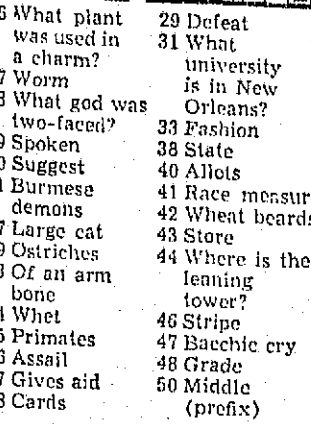 6 What plant
was used in
a charm?
7 Worm
8 What god was
two-faced?
9 Spoken
0 Suggest
1 Burmese
demons
7 Large cat
9 Ostriches
3 Of an arm
bone
4 Whet
5 Primates
6 Assail
7 Gives aid
8 Cards
29 Defeat
31 What
university
is in New
Orleans?
33 Fashion
38 State
40 Allots
41 Race measur
42 Wheat beards
43 Store
44 Where is the
leaning
tower?
46 Stripe
47 Bacchic cry
48 Grade
50 Middle
(prefix)